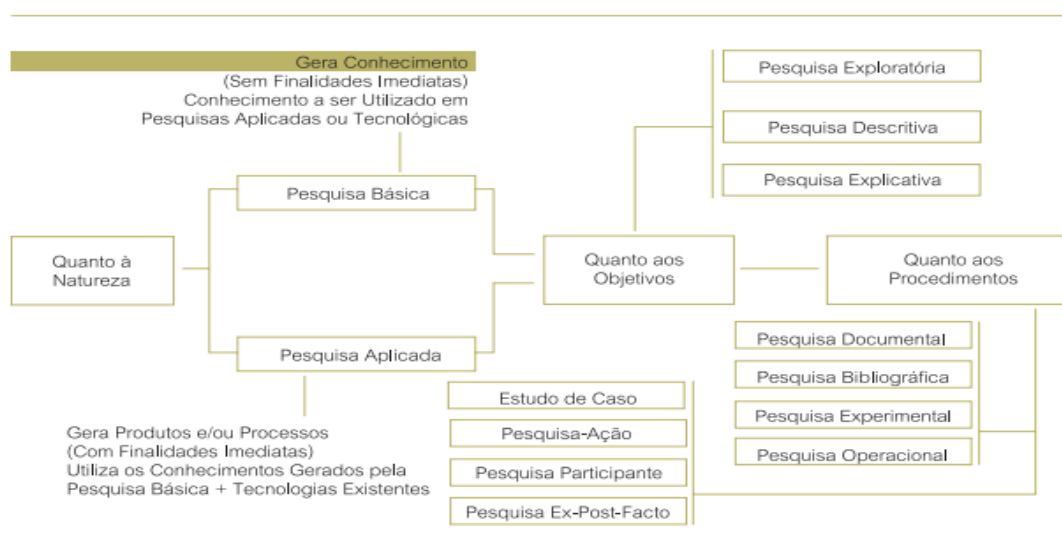 Gera Conhecimento
(Sem Finalidades Imediatas)
Conhecimento a ser Utilizado em
Pesquisas Aplicadas ou Tecnológicas
Pesquisa Básica
Quanto à
Natureza
Pesquisa Aplicada
Gera Produtos e/ou Processos
(Com Finalidades Imediatas)
Utiliza os Conhecimentos Gerados pela
Pesquisa Básica + Tecnologias Existentes
Quanto aos
Objetivos
Pesquisa Exploratória
Pesquisa Descritiva
Pesquisa Explicativa
Quanto aos
Procedimentos
Pesquisa Documental
Pesquisa Bibliográfica
Pesquisa Experimental
Pesquisa Operacional
Estudo de Caso
Pesquisa-Ação
Pesquisa Participante
Pesquisa Ex-Post-Facto